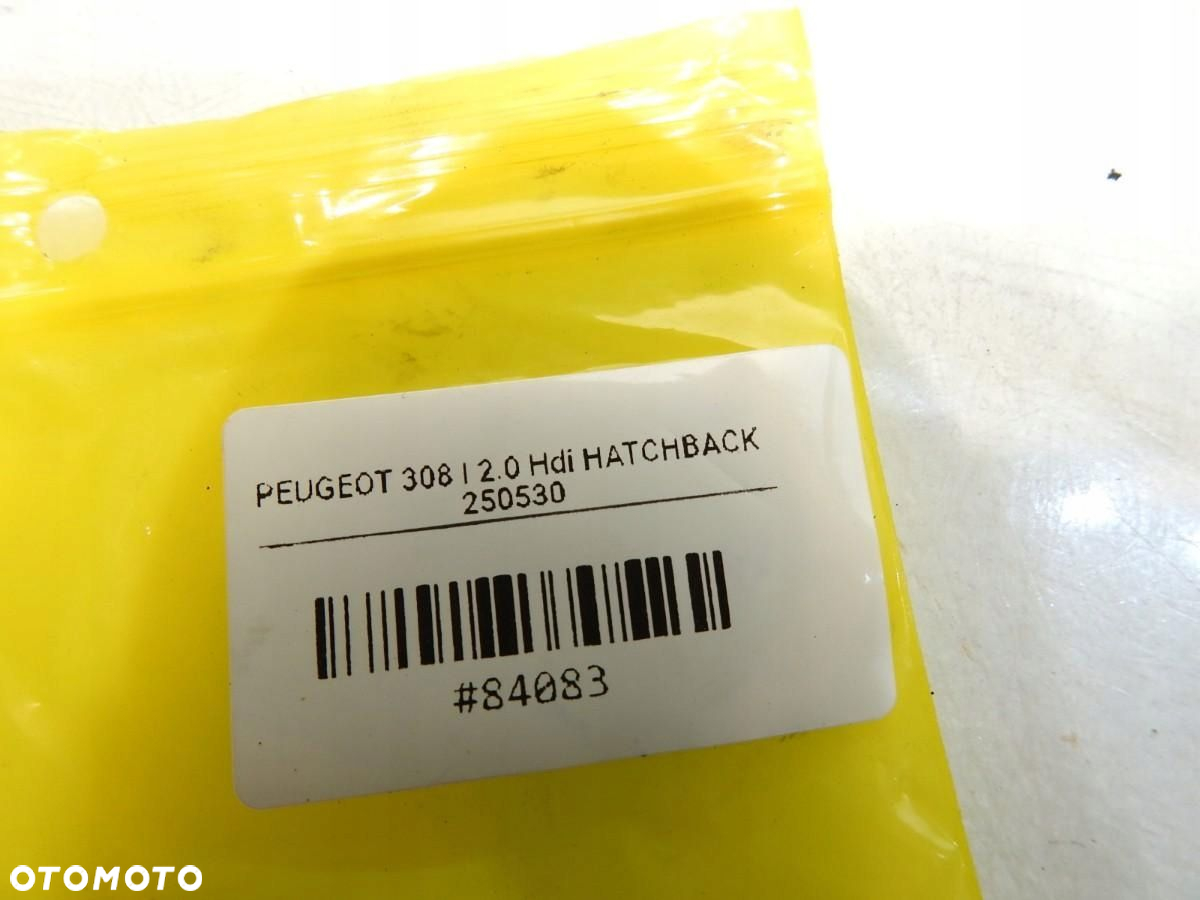 PEUGEOT 308 I 2.0 Hdi HATCHBACK
250530
#84083
OTOMOTO